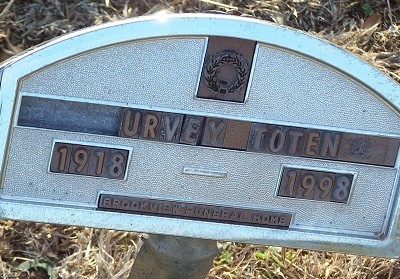 URVEY TOTEN
1918
1998
BROOKVIEW FUNERAL HOME